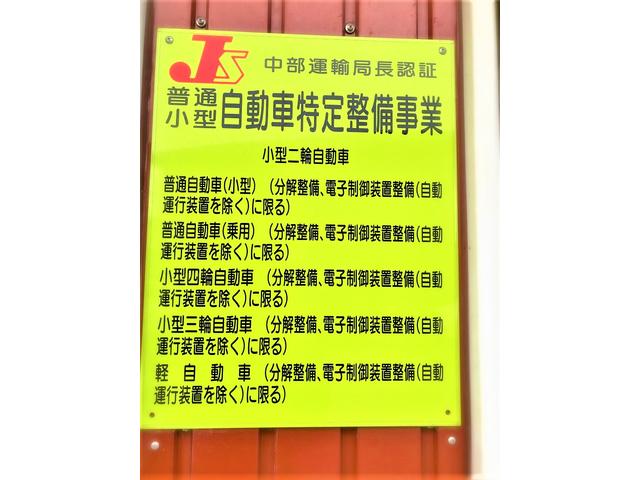 JS 中部運輸局長認証
普通
小型 自動車特定整備事業
小型二輪自動車
普通自動車(小型) (分解整備、電子制御装置整備(自動
運行装置を除く)に限る)
普通自動車(乗用) (分解整備、電子制御装置整備(自動
運行装置を除く)に限る)
小型四輪自動車 (分解整備、電子制御装置整備(自動
運行装置を除く)に限る)
小型三輪自動車 (分解整備、電子制御装置整備(自動
運行装置を除く)に限る)
軽自動車 (分解整備、電子制御装置整備(自動
運行装置を除く)に限る)